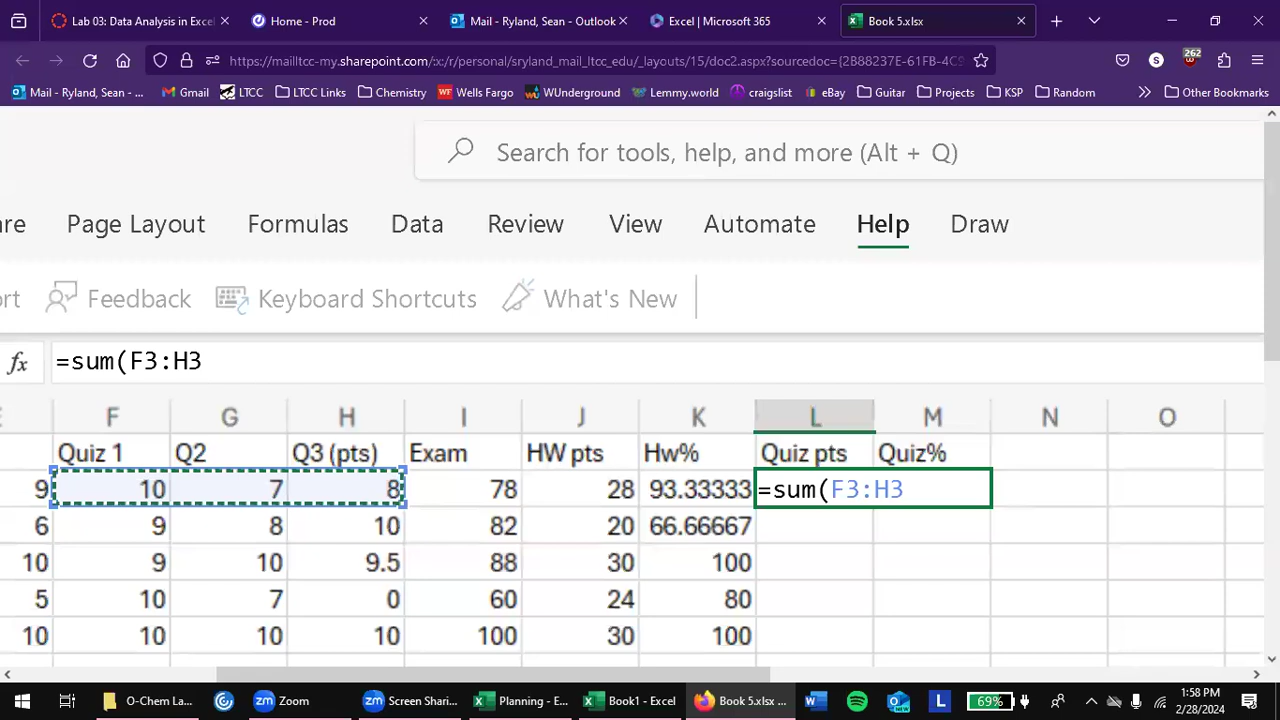 Lab 03: Data Analysis in Excel
Home - Prod
Mail - Ryland, Sean - Outlook
Excel | Microsoft 365
Book 5.xlsx
https://mailltcc-my.sharepoint.com/:x:/r/personal/sryland_mail_ltcc_edu/_layouts/15/doc2.aspx?sourcedoc={2B88237E-61FB-4C9
S
262
Mail - Ryland, Sean - ...
Gmail
LTCC
LTCC Links
Chemistry
Wells Fargo
WUnderground
Lemmy.world
craigslist
eBay
Guitar
Projects
KSP
Random
Other Bookmarks
Search for tools, help, and more (Alt + Q)
are Page Layout Formulas Data Review View Automate Help Draw
ort Feedback Keyboard Shortcuts What's New
fx =sum(F3:H3
E F G H I J K L M N O
Quiz 1 Q2 Q3 (pts) Exam HW pts Hw% Quiz pts Quiz%
9 10 7 8 78 28 93.33333 =sum(F3:H3
6 9 8 10 82 20 66.66667
10 9 10 9.5 88 30 100
5 10 7 0 60 24 80
10 10 10 10 100 30 100
O-Chem La...
Zoom
Screen Shari...
Planning - E...
Book1 - Excel
Book 5.xlsx ...
L
69%
1:58 PM
2/28/2024